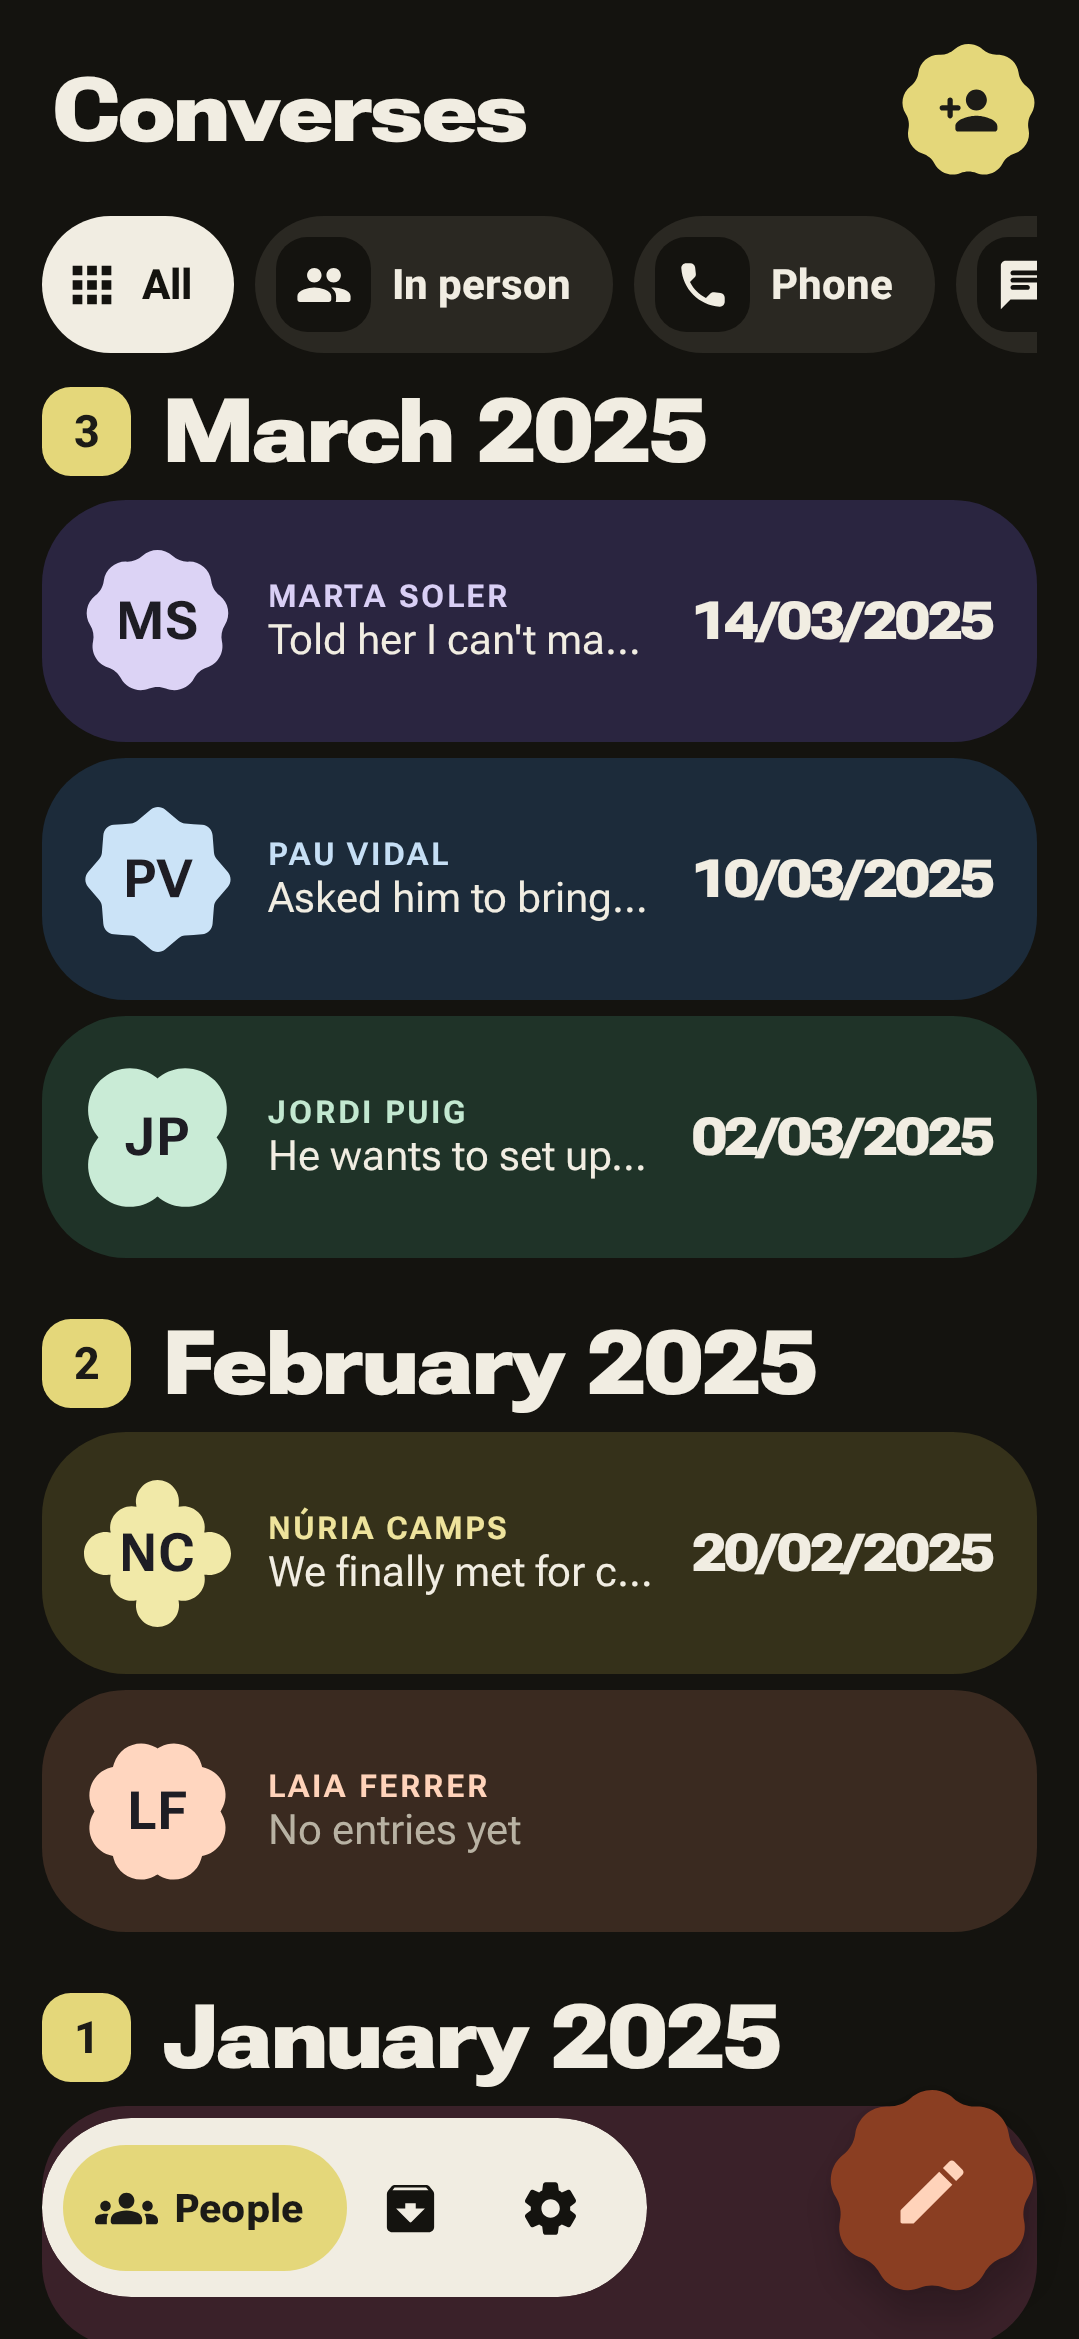 Converses
All
In person
Phone
3
March 2025
MS
MARTA SOLER
Told her I can't ma...
14/03/2025
PV
PAU VIDAL
Asked him to bring...
10/03/2025
JP
JORDI PUIG
He wants to set up...
02/03/2025
2
February 2025
NC
NÚRIA CAMPS
We finally met for c...
20/02/2025
LF
LAIA FERRER
No entries yet
1
January 2025
People